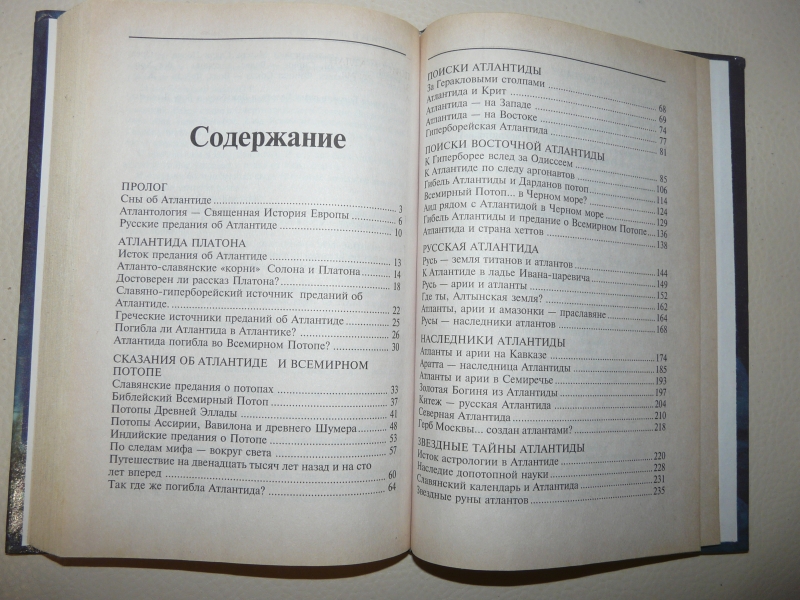 Содержание
ПРОЛОГ
Сны об Атлантиде 3
Атлантология — Священная История Европы 6
Русские предания об Атлантиде 10
АТЛАНТИДА ПЛАТОНА
Исток предания об Атлантиде 13
Атланто-славянские «корни» Солона и Платона 14
Достоверен ли рассказ Платона? 18
Славяно-гиперборейский источник преданий об
Атлантиде. 22
Греческие источники преданий об Атлантиде 25
Погибла ли Атлантида в Атлантике? 26
Атлантида погибла во Всемирном Потопе? 30
СКАЗАНИЯ ОБ АТЛАНТИДЕ И ВСЕМИРНОМ
ПОТОПЕ
Славянские предания о потопах 33
Библейский Всемирный Потоп 37
Потопы Древней Эллады 41
Потопы Ассирии, Вавилона и древнего Шумера 48
Индийские предания о Потопе 53
По следам мифа — вокруг света 57
Путешествие на двенадцать тысяч лет назад и на сто
лет вперед 60
Так где же погибла Атлантида? 64
ПОИСКИ АТЛАНТИДЫ
За Геракловыми столпами 68
Атлантида и Крит 69
Атлантида — на Западе 74
Атлантида — на Востоке 77
Гиперборейская Атлантида 81
ПОИСКИ ВОСТОЧНОЙ АТЛАНТИДЫ
К Гиперборее вслед за Одиссеем 85
К Атлантиде по следу аргонавтов 106
Гибель Атлантиды и Дарданов потоп 114
Всемирный Потоп... в Черном море? 124
Аид рядом с Атлантидой в Черном море 129
Гибель Атлантиды и предание о Всемирном Потопе 136
Атлантида и страна хеттов 138
РУССКАЯ АТЛАНТИДА
Русь — земля титанов и атлантов 144
К Атлантиде в ладье Ивана-царевича 149
Русь — арии и атланты 152
Где ты, Алтынская земля? 162
Атланты, арии и амазонки — праславяне 164
Русы — наследники атлантов 168
НАСЛЕДНИКИ АТЛАНТИДЫ
Атланты и арии на Кавказе 174
Аратта — наследница Атлантиды 185
Атланты и арии в Семиречье 193
Золотая Богиня из Атлантиды 197
Китеж — русская Атлантида 204
Северная Атлантида 210
Герб Москвы... создан атлантами? 218
ЗВЕЗДНЫЕ ТАЙНЫ АТЛАНТИДЫ
Исток астрологии в Атлантиде 220
Наследие допотопной науки 228
Славянский календарь и Атлантида 231
Звездные руны атлантов 235